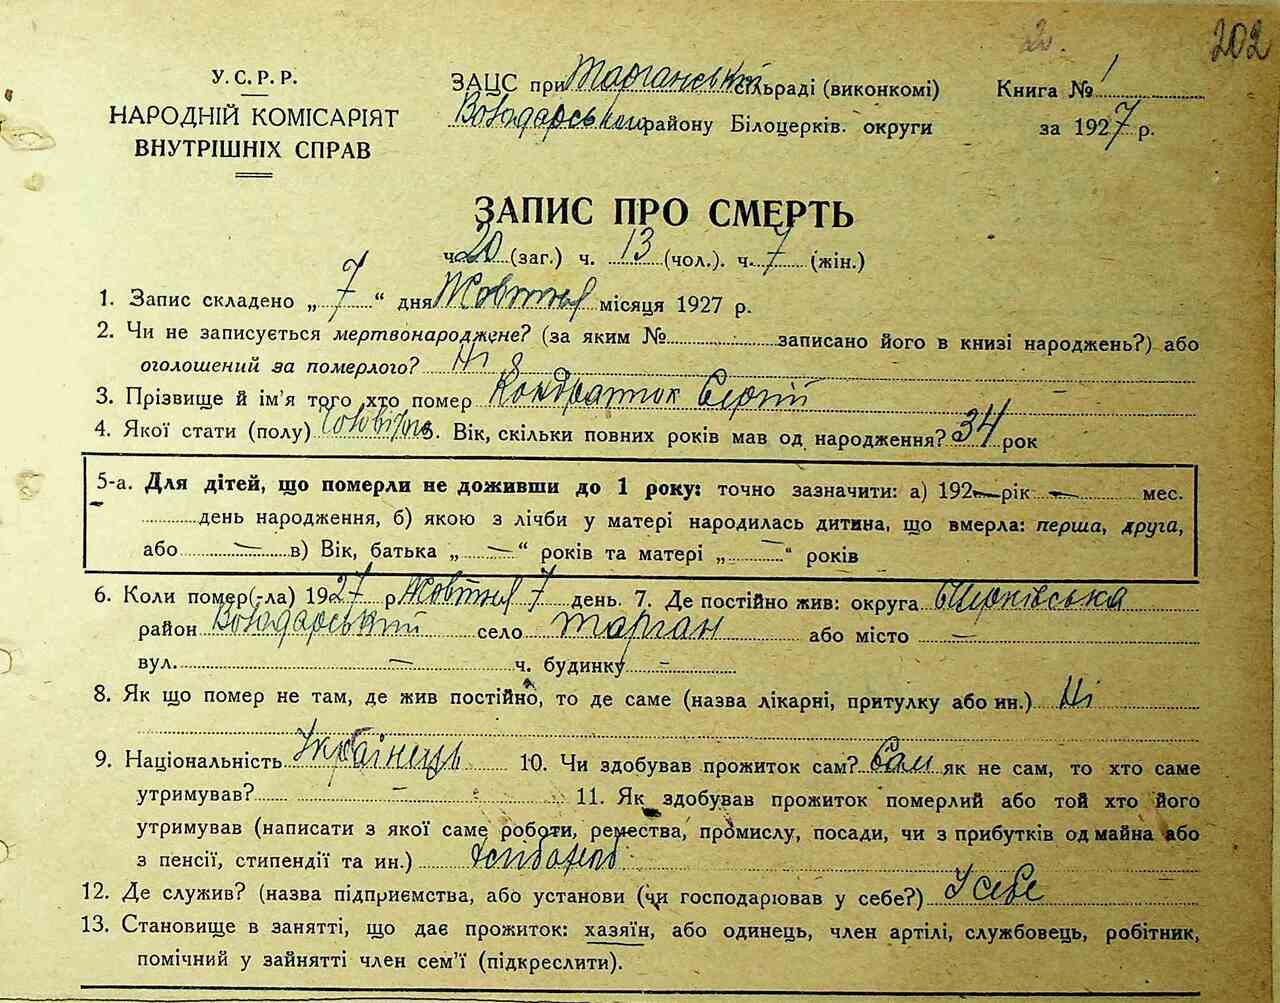 2. 202
У.С.Р.Р.
НАРОДНІЙ КОМІСАРІЯТ
ВНУТРІШНІХ СПРАВ
ЗАЦС при Тарганській сільраді (виконкомі)
Володарського району Білоцерків. округи
Книга № 1
за 1927 р.
ЗАПИС ПРО СМЕРТЬ
ч. 20 (заг.) ч. 13 (чол.). ч. 7 (жін.)
1. Запис складено „ 7 “ дня Жовтня місяця 1927 р.
2. Чи не записується мертвонароджене? (за яким № записано його в книзі народжень?) або
оголошений за померлого? Ні
3. Прізвище й ім'я того хто помер Кондратюк Сергій
4. Якої стати (полу) 5. Вік, скільки повних років мав од народження? 34 рок
5-а. Для дітей, що померли не доживши до 1 року: точно зазначити: а) 192— рік — мес.
день народження, б) якою з лічби у матері народилась дитина, що вмерла: перша, друга,
або — в) Вік, батька „ — “ років та матері „ — “ років
6. Коли помер(-ла) 1927 р Жовтня 7 день. 7. Де постійно жив: округа Б/Церківська
район Володарський село Тарган або місто —
вул. — ч. будинку —
8. Як що помер не там, де жив постійно, то де саме (назва лікарні, притулку або ин.) Ні
9. Національність Українець 10. Чи здобував прожиток сам? Сам як не сам, то хто саме
утримував? — 11. Як здобував прожиток померлий або той хто його
утримував (написати з якої саме роботи, ремества, промислу, посади, чи з прибутків од майна або
з пенсії, стипендії та ин.)
12. Де служив? (назва підприємства, або установи (чи господарював у себе?) У себе
13. Становище в занятті, що дає прожиток: хазяїн, або одинець, член артілі, службовець, робітник,
помічний у зайнятті член сем'ї (підкреслити).